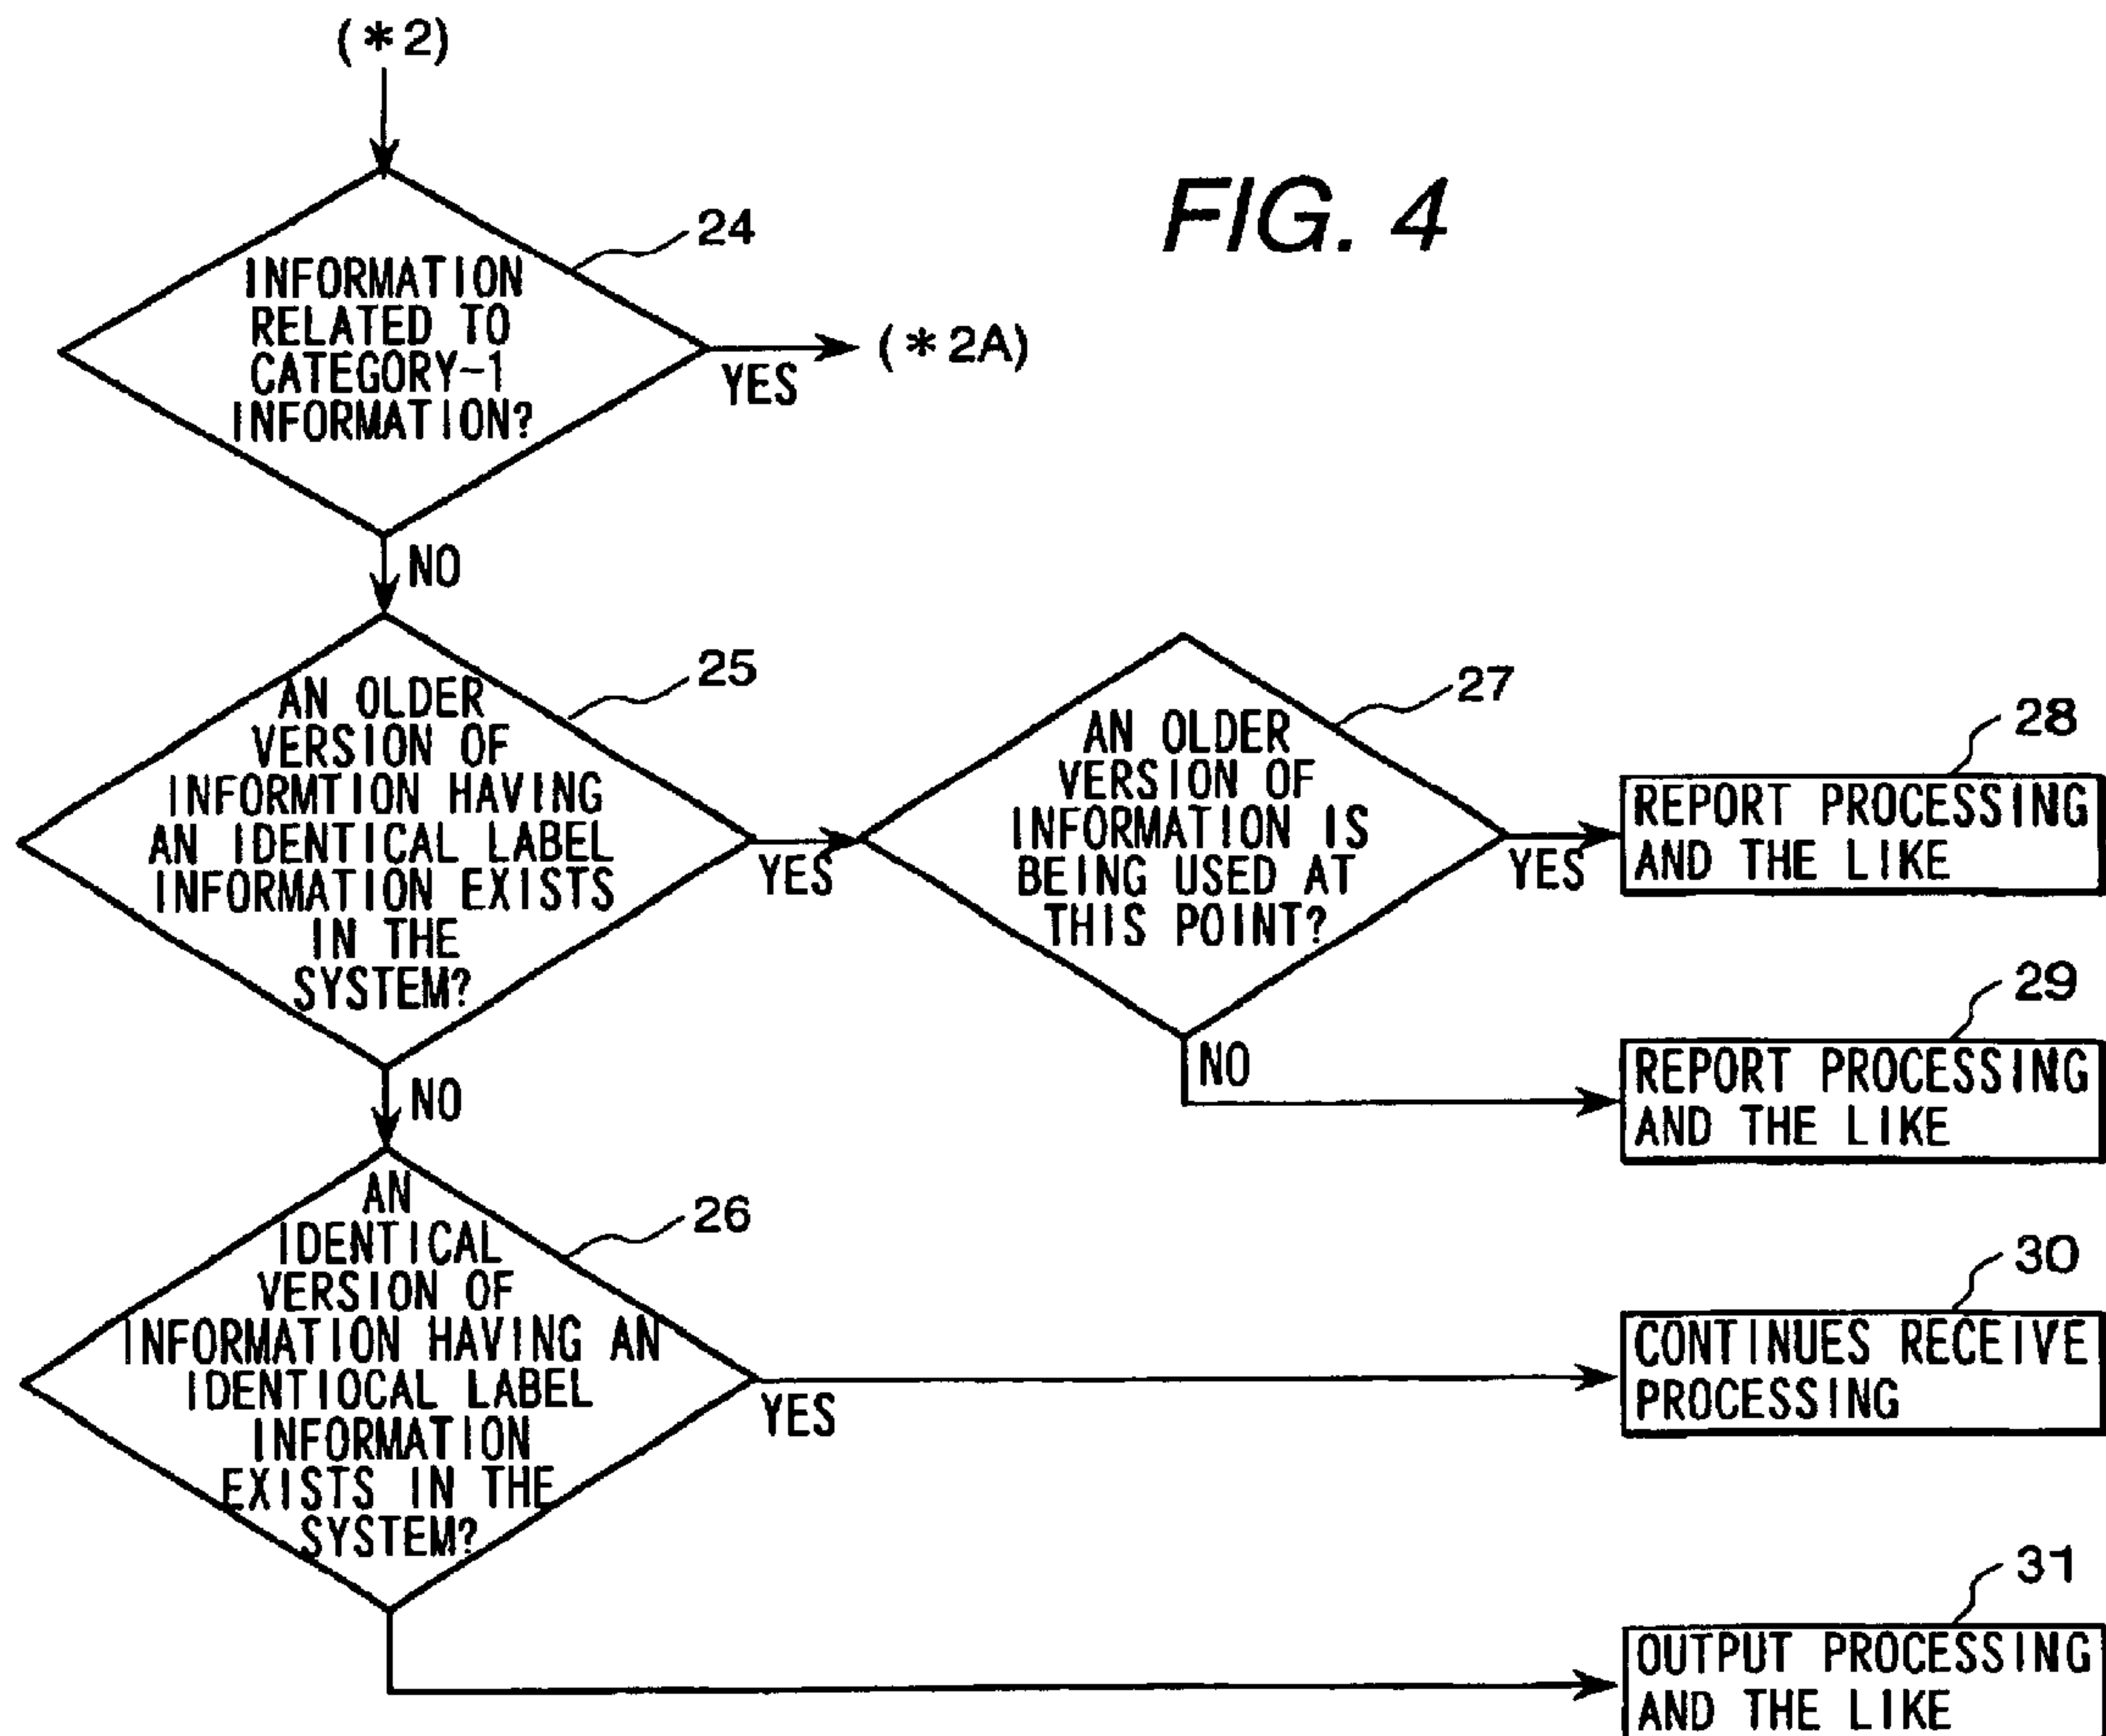 (*2)
FIG. 4
24
INFORMATION
RELATED TO
CATEGORY-1
INFORMATION?
(*2A)
YES
NO
25
AN OLDER
VERSION OF
INFORMTION HAVING
AN IDENTICAL LABEL
INFORMATION EXISTS
IN THE
SYSTEM?
YES
NO
27
AN OLDER
VERSION OF
INFORMATION IS
BEING USED AT
THIS POINT?
YES
NO
28
REPORT PROCESSING
AND THE LIKE
29
REPORT PROCESSING
AND THE LIKE
26
AN
IDENTICAL
VERSION OF
INFORMATION HAVING AN
IDENTIOCAL LABEL
INFORMATION
EXISTS IN THE
SYSTEM?
YES
30
CONTINUES RECEIVE
PROCESSING
31
OUTPUT PROCESSING
AND THE LIKE